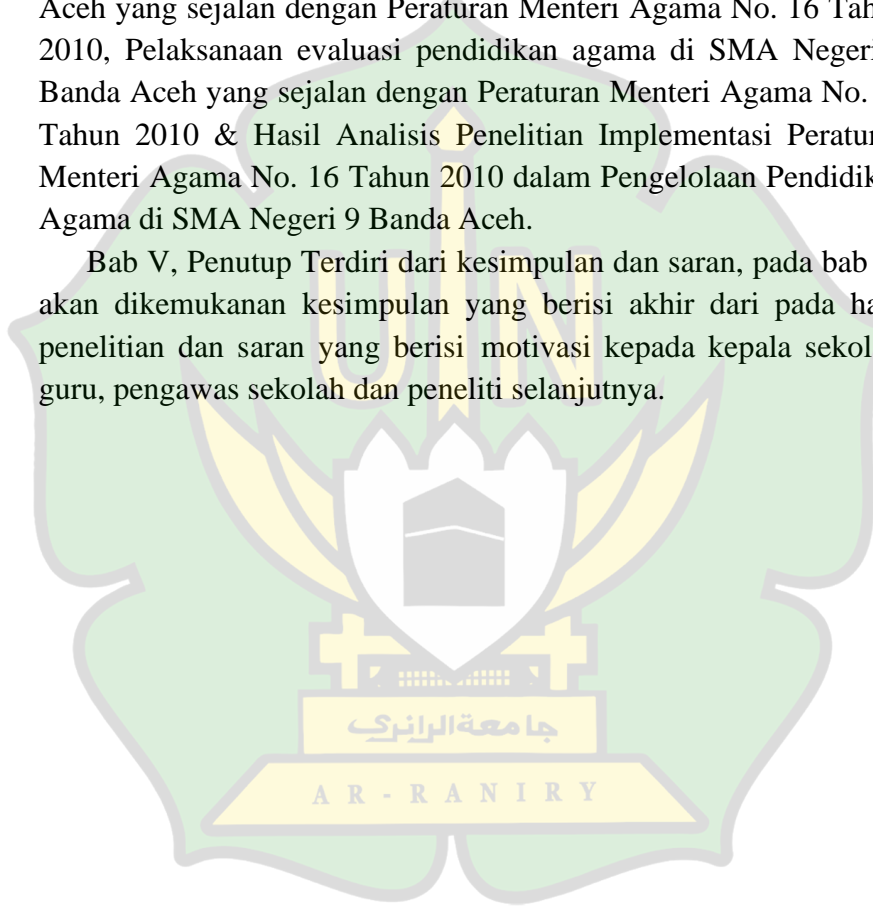 Aceh yang sejalan dengan Peraturan Menteri Agama No. 16 Tah
2010, Pelaksanaan evaluasi pendidikan agama di SMA Negeri
Banda Aceh yang sejalan dengan Peraturan Menteri Agama No.
Tahun 2010 & Hasil Analisis Penelitian Implementasi Peratur
Menteri Agama No. 16 Tahun 2010 dalam Pengelolaan Pendidik
Agama di SMA Negeri 9 Banda Aceh.
Bab V, Penutup Terdiri dari kesimpulan dan saran, pada bab
akan dikemukanan kesimpulan yang berisi akhir dari pada ha
penelitian dan saran yang berisi motivasi kepada kepala sekol
guru, pengawas sekolah dan peneliti selanjutnya.
UIN
جامعة الرانري
AR-RANIRY